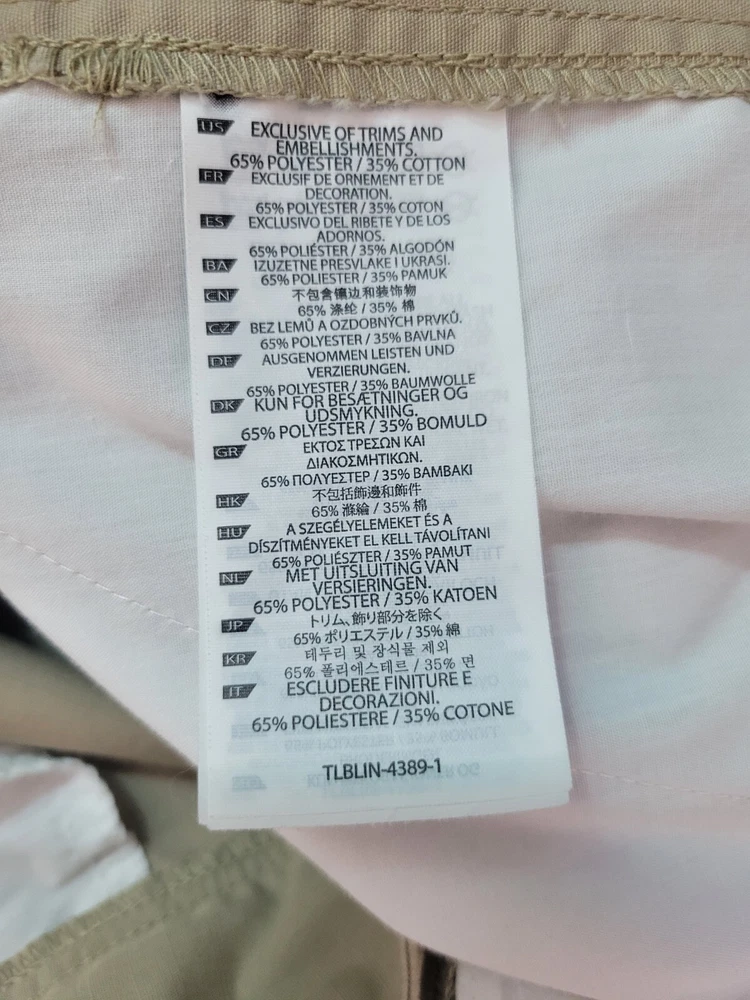 US EXCLUSIVE OF TRIMS AND
EMBELLISHMENTS.
65% POLYESTER / 35% COTTON
FR EXCLUSIF DE ORNEMENT ET DE
DECORATION.
65% POLYESTER / 35% COTON
ES EXCLUSIVO DEL RIBETE Y DE LOS
ADORNOS.
65% POLIÉSTER / 35% ALGODÓN
BA IZUZETNE PRESVLAKE I UKRASI.
65% POLIESTER / 35% PAMUK
CN 不包含镶边和装饰物
65% 涤纶 / 35% 棉
CZ BEZ LEMŮ A OZDOBNÝCH PRVKŮ.
65% POLYESTER / 35% BAVLNA
DE AUSGENOMMEN LEISTEN UND
VERZIERUNGEN.
65% POLYESTER / 35% BAUMWOLLE
DK KUN FOR BESÆTNINGER OG
UDSMYKNING.
65% POLYESTER / 35% BOMULD
GR ΕΚΤΟΣ ΤΡΕΣΩΝ ΚΑΙ
ΔΙΑΚΟΣΜΗΤΙΚΩΝ.
65% ΠΟΛΥΕΣΤΕΡ / 35% ΒΑΜΒΑΚΙ
HK 不包括飾邊和飾件
65% 滌綸 / 35% 棉
HU A SZEGÉLYELEMEKET ÉS A
DÍSZÍTMÉNYEKET EL KELL TÁVOLÍTANI
65% POLIÉSZTER / 35% PAMUT
NL MET UITSLUITING VAN
VERSIERINGEN.
65% POLYESTER / 35% KATOEN
JP トリム、飾り部分を除く
65% ポリエステル / 35% 綿
KR 테두리 및 장식물 제외
65% 폴리에스테르 / 35% 면
IT ESCLUDERE FINITURE E
DECORAZIONI.
65% POLIESTERE / 35% COTONE
TLBLIN-4389-1